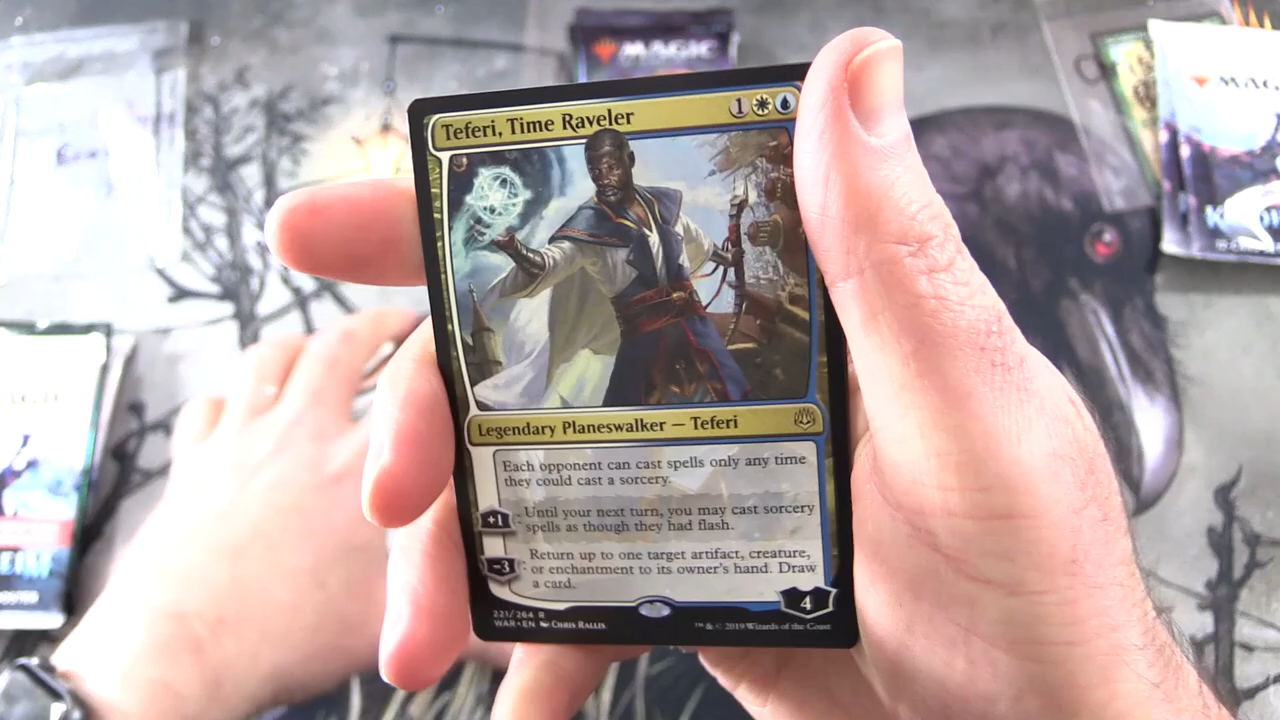 MAGIC
MAGI
Teferi, Time Raveler
1
Legendary Planeswalker — Teferi
Each opponent can cast spells only any time
they could cast a sorcery.
+1: Until your next turn, you may cast sorcery
spells as though they had flash.
−3: Return up to one target artifact, creature,
or enchantment to its owner's hand. Draw
a card.
4
221/264 R
WAR • EN Chris Rallis
™ & © 2019 Wizards of the Coast